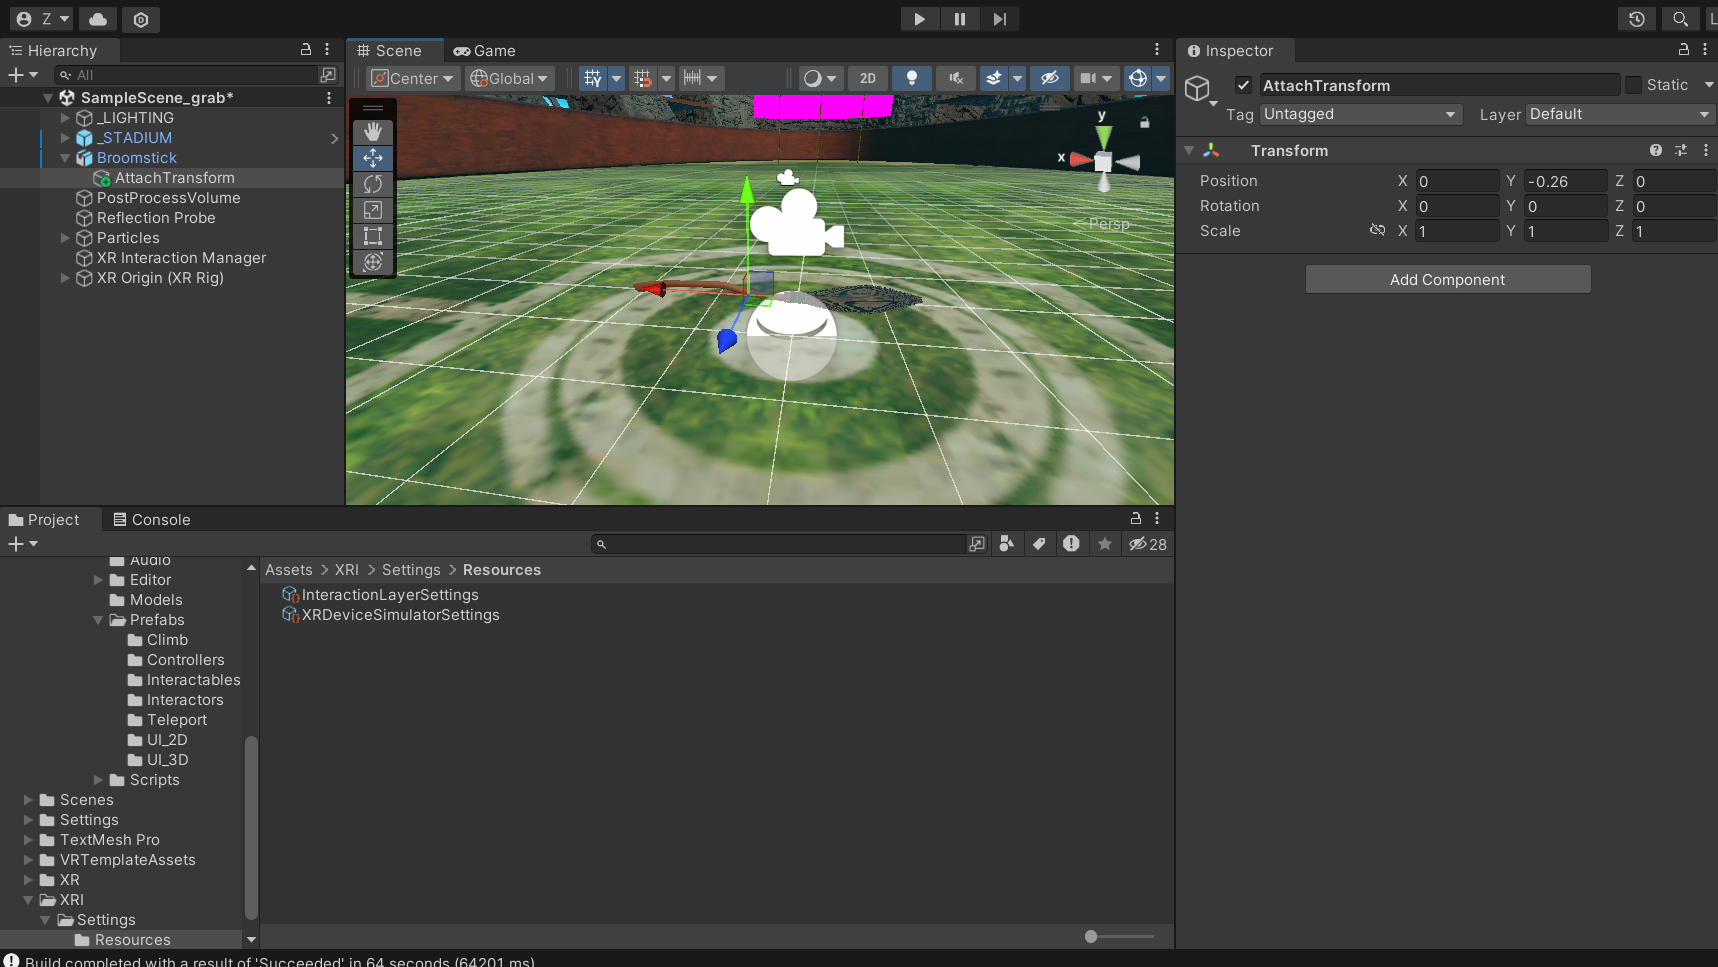 Z
L
Hierarchy
All
SampleScene_grab*
_LIGHTING
_STADIUM
Broomstick
AttachTransform
PostProcessVolume
Reflection Probe
Particles
XR Interaction Manager
XR Origin (XR Rig)
Scene
Game
Center
Global
2D
y
x
Persp
Inspector
AttachTransform
Static
Tag Untagged
Layer Default
Transform
Position X 0 Y -0.26 Z 0
Rotation X 0 Y 0 Z 0
Scale X 1 Y 1 Z 1
Add Component
Project
Console
28
Audio
Editor
Models
Prefabs
Climb
Controllers
Interactables
Interactors
Teleport
UI_2D
UI_3D
Scripts
Scenes
Settings
TextMesh Pro
VRTemplateAssets
XR
XRI
Settings
Resources
Assets > XRI > Settings > Resources
InteractionLayerSettings
XRDeviceSimulatorSettings
Build completed with a result of 'Succeeded' in 64 seconds (64201 ms)